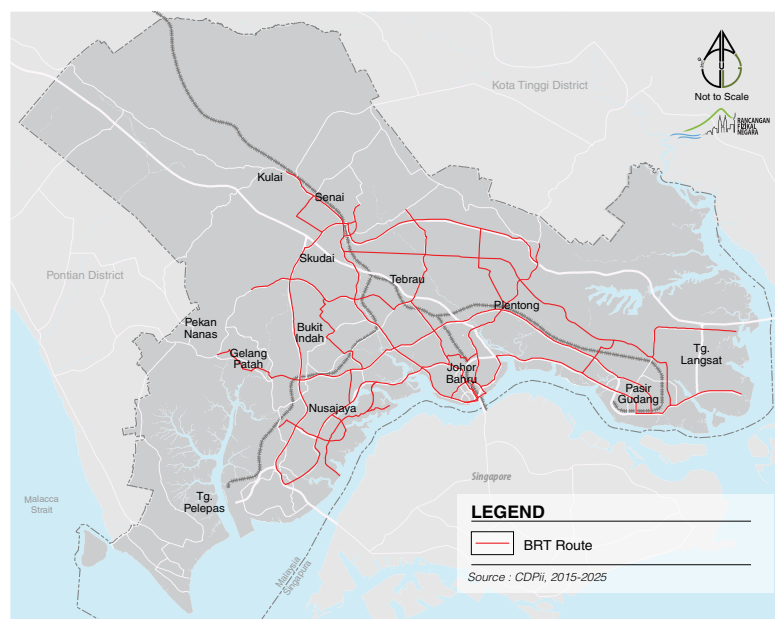 Kota Tinggi District
Not to Scale
RANCANGAN
FIZIKAL
NEGARA
Kulai
Senai
Skudai
Pontian District
Tebrau
Plentong
Pekan
Nanas
Bukit
Indah
Gelang
Patah
Tg.
Langsat
Johor
Bahru
Pasir
Gudang
Nusajaya
Singapore
Malacca
Strait
Tg.
Pelepas
Malaysia
Singapura
LEGEND
BRT Route
Source : CDPii, 2015-2025